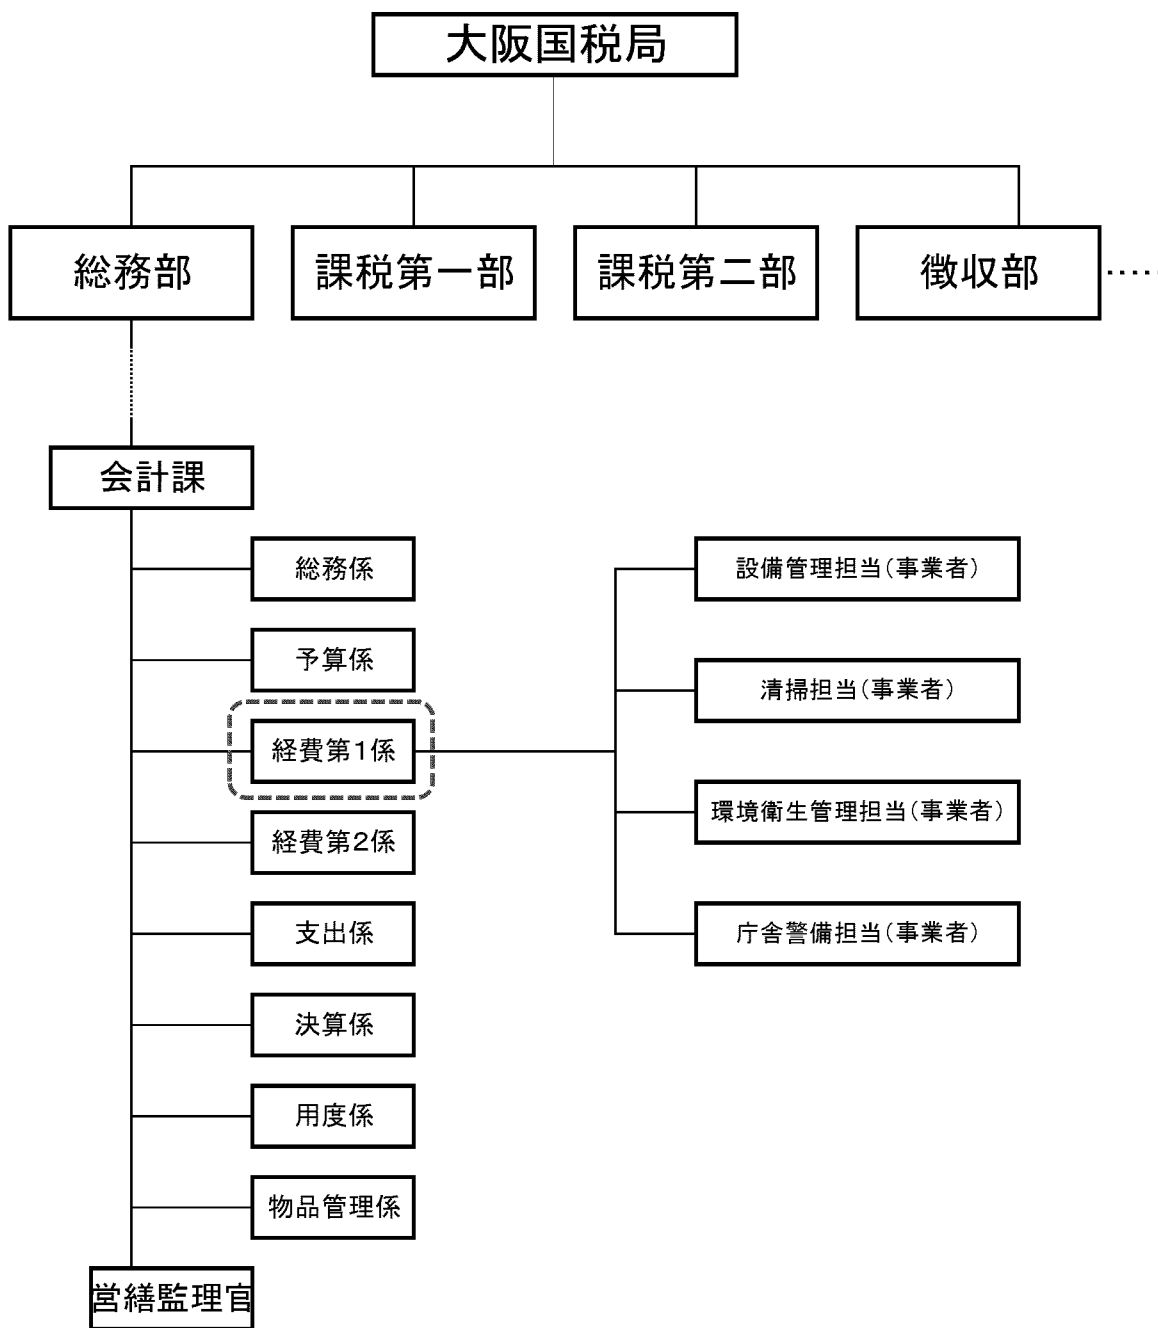 大阪国税局
総務部
課税第一部
課税第二部
徴収部
会計課
総務係
予算係
経費第1係
経費第2係
支出係
決算係
用度係
物品管理係
営繕監理官
設備管理担当(事業者)
清掃担当(事業者)
環境衛生管理担当(事業者)
庁舎警備担当(事業者)